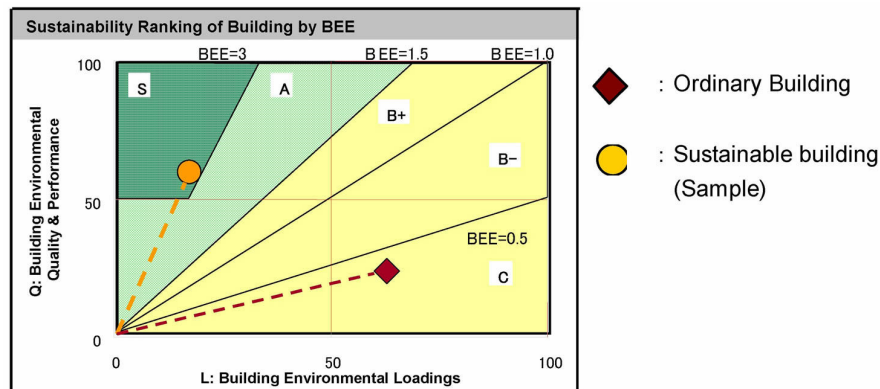 Sustainability Ranking of Building by BEE
BEE=3
BEE=1.5
BEE=1.0
100
S
A
B+
B−
50
BEE=0.5
C
0
0
50
100
Q: Building Environmental
Quality & Performance
L: Building Environmental Loadings
: Ordinary Building
: Sustainable building
(Sample)